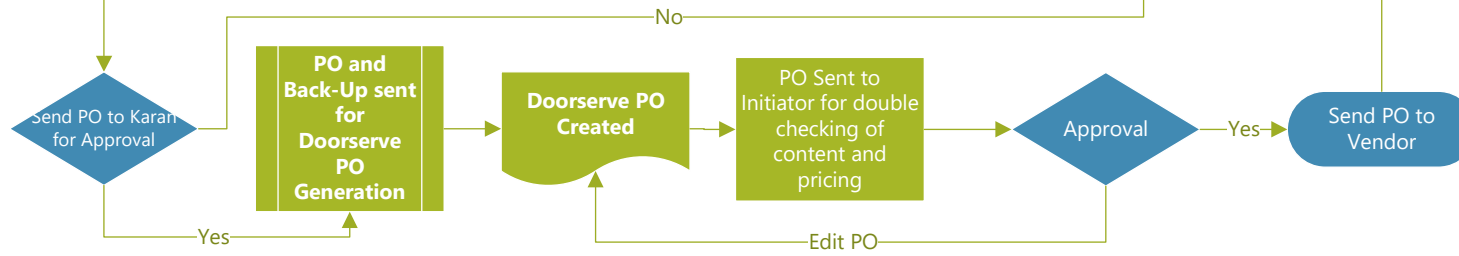 No
Send PO to Karan
for Approval
Yes
PO and
Back-Up sent
for
Doorserve
PO
Generation
Doorserve PO
Created
PO Sent to
Initiator for double
checking of
content and
pricing
Approval
Yes
Edit PO
Send PO to
Vendor